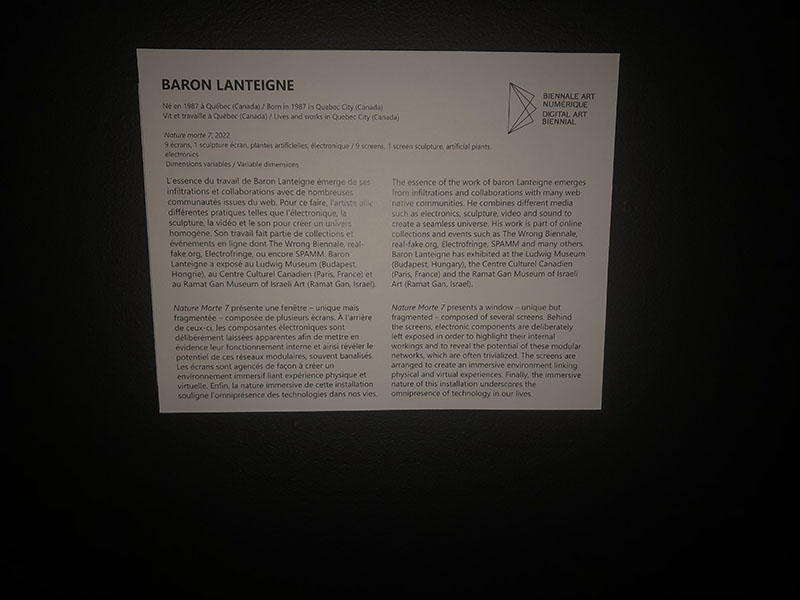 BARON LANTEIGNE
BIENNALE ART
NUMÉRIQUE
DIGITAL ART
BIENNIAL
Né en 1987 à Québec (Canada) / Born in 1987 in Quebec City (Canada)
Vit et travaille à Québec (Canada) / Lives and works in Quebec City (Canada)
Nature morte 7, 2022
9 écrans, 1 sculpture écran, plantes artificielles, électronique / 9 screens, 1 screen sculpture, artificial plants,
electronics
Dimensions variables / Variable dimensions
L'essence du travail de Baron Lanteigne émerge de ses
infiltrations et collaborations avec de nombreuses
communautés issues du web. Pour ce faire, l'artiste allie
différentes pratiques telles que l'électronique, la
sculpture, la vidéo et le son pour créer un univers
homogène. Son travail fait partie de collections et
événements en ligne dont The Wrong Biennale, real-
fake.org, Electrofringe, ou encore SPAMM. Baron
Lanteigne a exposé au Ludwig Museum (Budapest,
Hongrie), au Centre Culturel Canadien (Paris, France) et
au Ramat Gan Museum of Israeli Art (Ramat Gan, Israel).
Nature Morte 7 présente une fenêtre – unique mais
fragmentée – composée de plusieurs écrans. À l'arrière
de ceux-ci, les composantes électroniques sont
délibérément laissées apparentes afin de mettre en
évidence leur fonctionnement interne et ainsi révéler le
potentiel de ces réseaux modulaires, souvent banalisés.
Les écrans sont agencés de façon à créer un
environnement immersif liant expérience physique et
virtuelle. Enfin, la nature immersive de cette installation
souligne l'omniprésence des technologies dans nos vies.
The essence of the work of baron Lanteigne emerges
from infiltrations and collaborations with many web
native communities. He combines different media
such as electronics, sculpture, video and sound to
create a seamless universe. His work is part of online
collections and events such as The Wrong Biennale,
real-fake.org, Electrofringe, SPAMM and many others.
Baron Lanteigne has exhibited at the Ludwig Museum
(Budapest, Hungary), the Centre Culturel Canadien
(Paris, France) and the Ramat Gan Museum of Israeli
Art (Ramat Gan, Israel).
Nature Morte 7 presents a window – unique but
fragmented – composed of several screens. Behind
the screens, electronic components are deliberately
left exposed in order to highlight their internal
workings and to reveal the potential of these modular
networks, which are often trivialized. The screens are
arranged to create an immersive environment linking
physical and virtual experiences. Finally, the immersive
nature of this installation underscores the
omnipresence of technology in our lives.